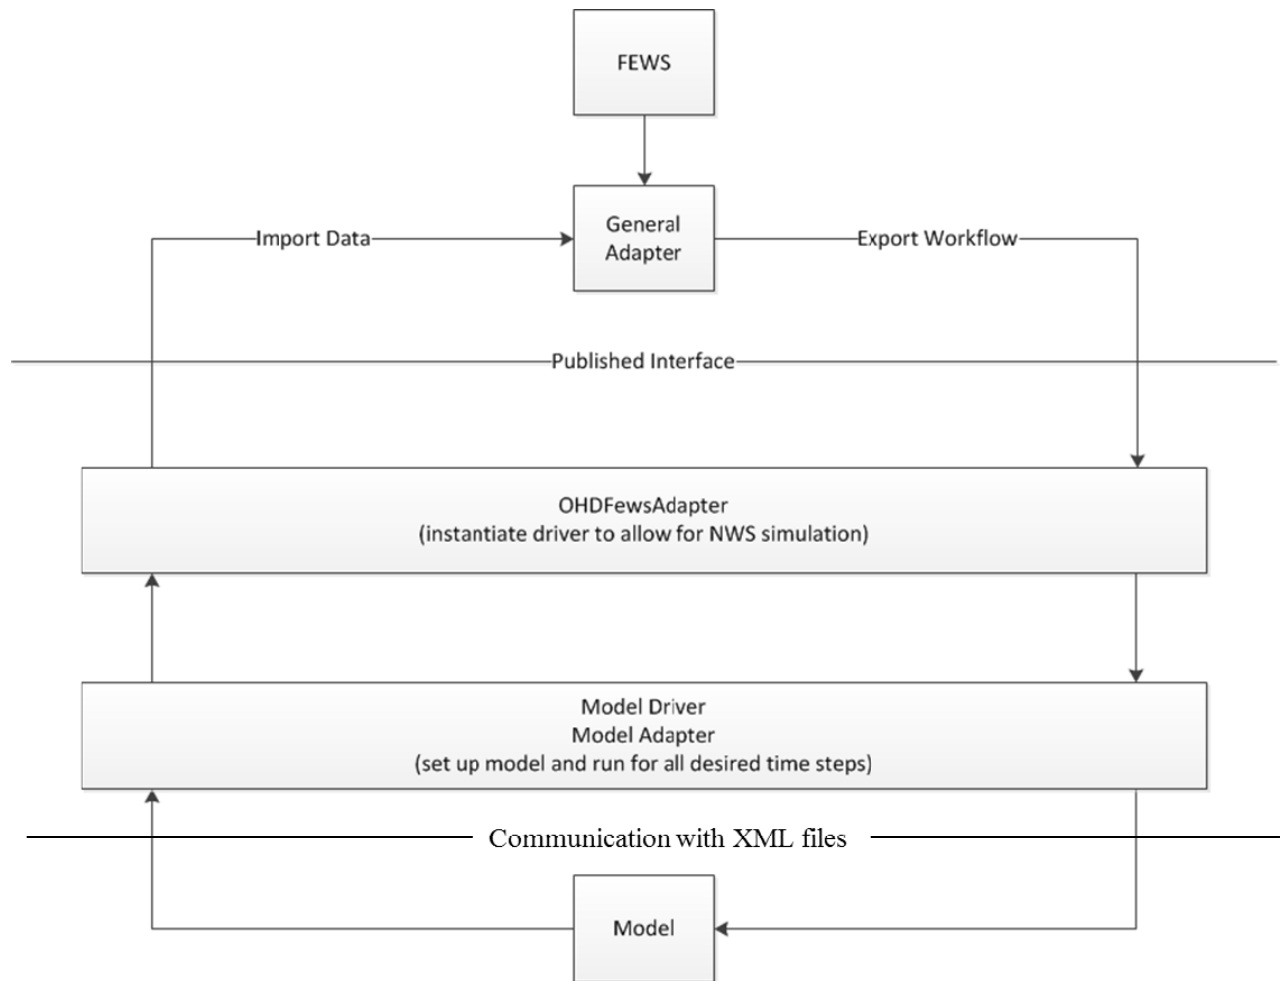 FEWS
General
Adapter
Import Data
Export Workflow
Published Interface
OHDFewsAdapter
(instantiate driver to allow for NWS simulation)
Model Driver
Model Adapter
(set up model and run for all desired time steps)
Communication with XML files
Model